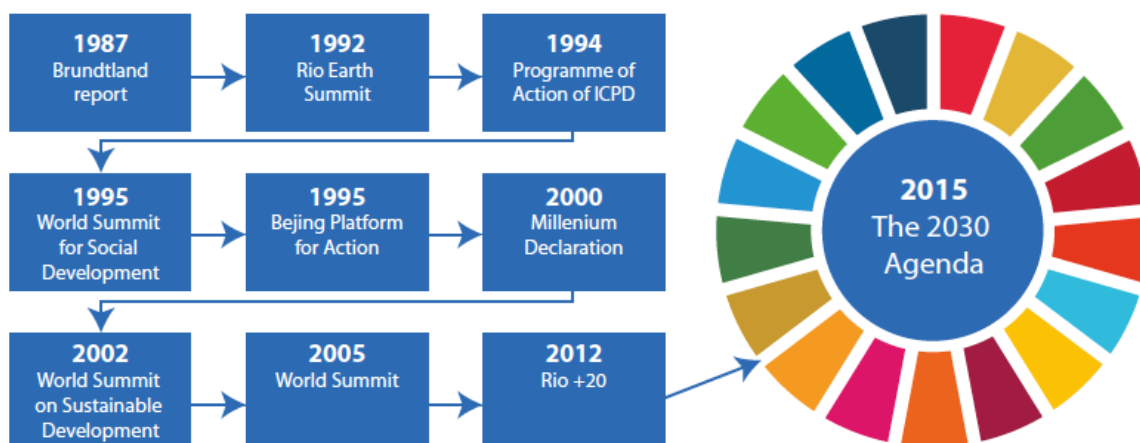 1987
Brundtland
report
1992
Rio Earth
Summit
1994
Programme of
Action of ICPD
1995
World Summit
for Social
Development
1995
Bejing Platform
for Action
2000
Millenium
Declaration
2002
World Summit
on Sustainable
Development
2005
World Summit
2012
Rio +20
2015
The 2030
Agenda